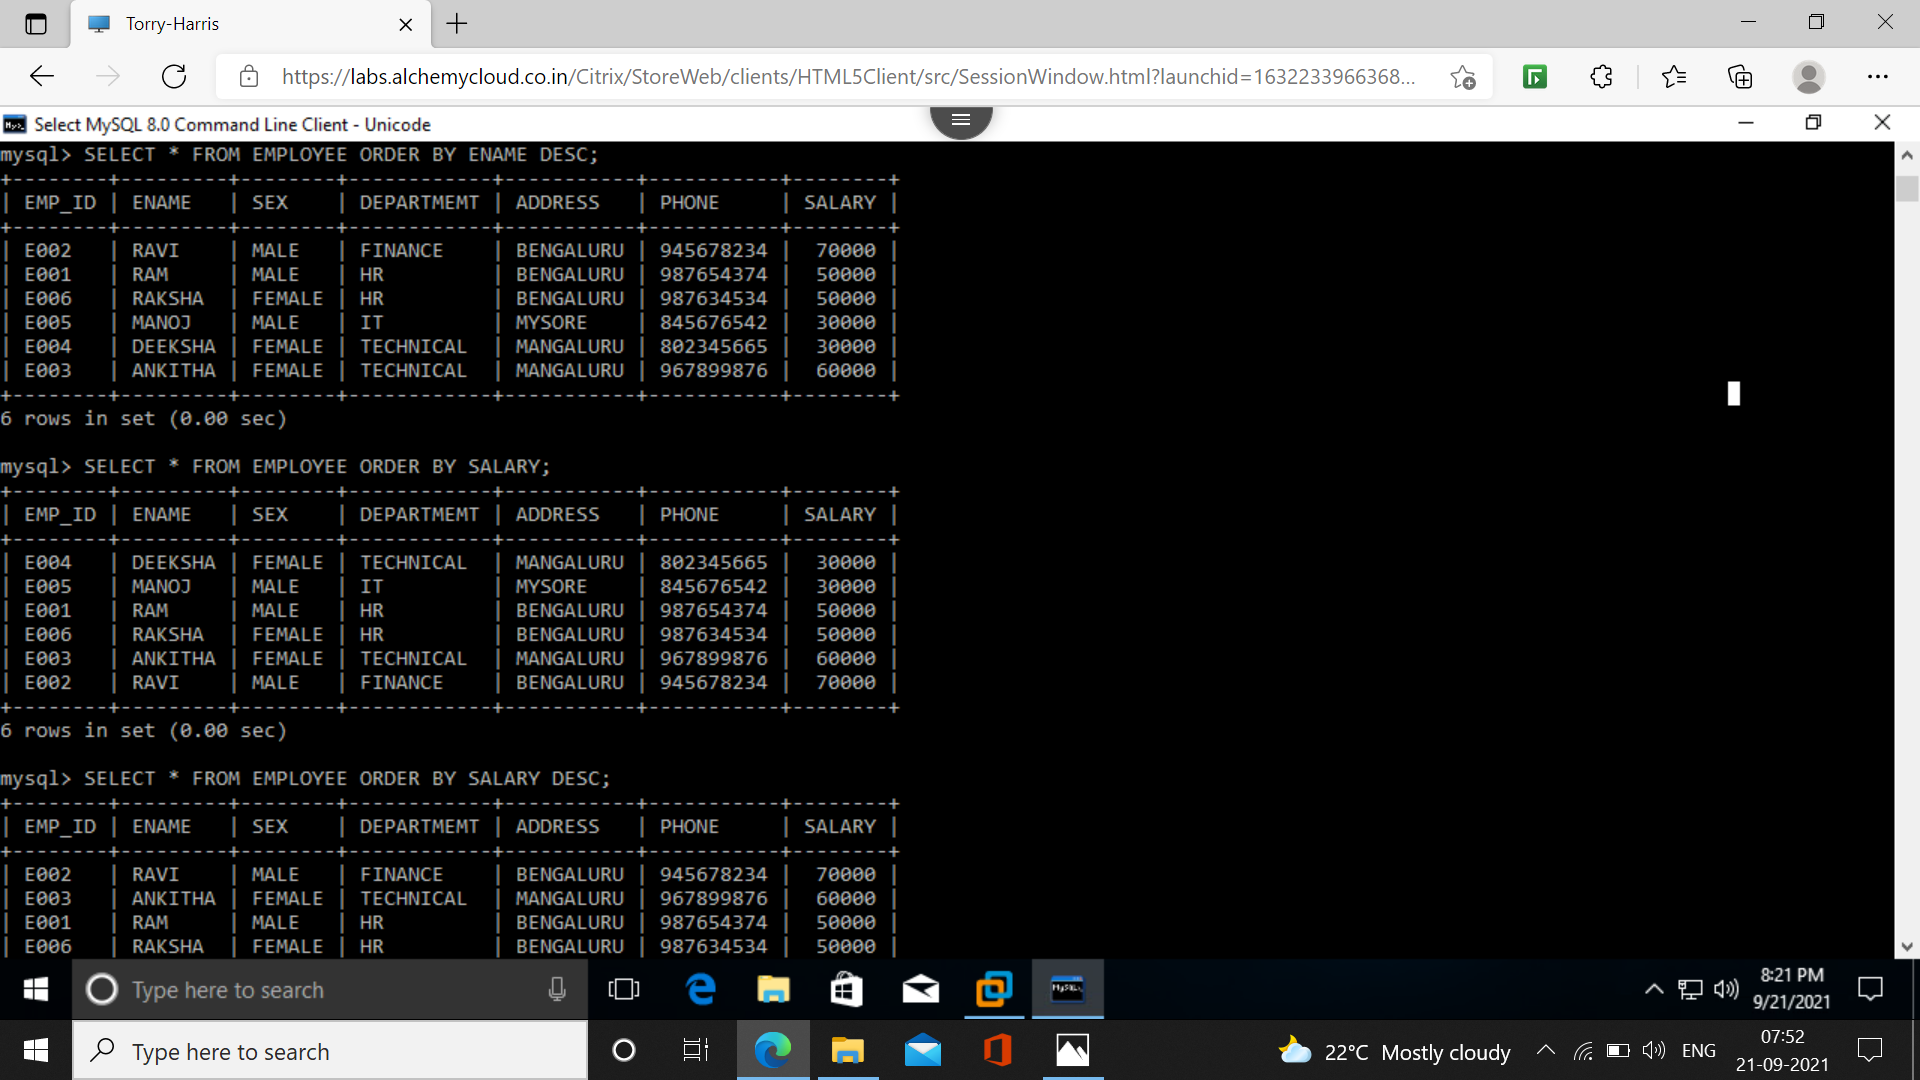 Torry-Harris
https://labs.alchemycloud.co.in/Citrix/StoreWeb/clients/HTML5Client/src/SessionWindow.html?launchid=1632233966368...
Select MySQL 8.0 Command Line Client - Unicode
mysql> SELECT * FROM EMPLOYEE ORDER BY ENAME DESC;
+--------+---------+--------+------------+-----------+-----------+--------+
| EMP_ID | ENAME   | SEX    | DEPARTMEMT | ADDRESS   | PHONE     | SALARY |
+--------+---------+--------+------------+-----------+-----------+--------+
| E002   | RAVI    | MALE   | FINANCE    | BENGALURU | 945678234 |  70000 |
| E001   | RAM     | MALE   | HR         | BENGALURU | 987654374 |  50000 |
| E006   | RAKSHA  | FEMALE | HR         | BENGALURU | 987634534 |  50000 |
| E005   | MANOJ   | MALE   | IT         | MYSORE    | 845676542 |  30000 |
| E004   | DEEKSHA | FEMALE | TECHNICAL  | MANGALURU | 802345665 |  30000 |
| E003   | ANKITHA | FEMALE | TECHNICAL  | MANGALURU | 967899876 |  60000 |
+--------+---------+--------+------------+-----------+-----------+--------+
6 rows in set (0.00 sec)
mysql> SELECT * FROM EMPLOYEE ORDER BY SALARY;
+--------+---------+--------+------------+-----------+-----------+--------+
| EMP_ID | ENAME   | SEX    | DEPARTMEMT | ADDRESS   | PHONE     | SALARY |
+--------+---------+--------+------------+-----------+-----------+--------+
| E004   | DEEKSHA | FEMALE | TECHNICAL  | MANGALURU | 802345665 |  30000 |
| E005   | MANOJ   | MALE   | IT         | MYSORE    | 845676542 |  30000 |
| E001   | RAM     | MALE   | HR         | BENGALURU | 987654374 |  50000 |
| E006   | RAKSHA  | FEMALE | HR         | BENGALURU | 987634534 |  50000 |
| E003   | ANKITHA | FEMALE | TECHNICAL  | MANGALURU | 967899876 |  60000 |
| E002   | RAVI    | MALE   | FINANCE    | BENGALURU | 945678234 |  70000 |
+--------+---------+--------+------------+-----------+-----------+--------+
6 rows in set (0.00 sec)
mysql> SELECT * FROM EMPLOYEE ORDER BY SALARY DESC;
+--------+---------+--------+------------+-----------+-----------+--------+
| EMP_ID | ENAME   | SEX    | DEPARTMEMT | ADDRESS   | PHONE     | SALARY |
+--------+---------+--------+------------+-----------+-----------+--------+
| E002   | RAVI    | MALE   | FINANCE    | BENGALURU | 945678234 |  70000 |
| E003   | ANKITHA | FEMALE | TECHNICAL  | MANGALURU | 967899876 |  60000 |
| E001   | RAM     | MALE   | HR         | BENGALURU | 987654374 |  50000 |
| E006   | RAKSHA  | FEMALE | HR         | BENGALURU | 987634534 |  50000 |
Type here to search
8:21 PM
9/21/2021
Type here to search
22°C Mostly cloudy
ENG
07:52
21-09-2021